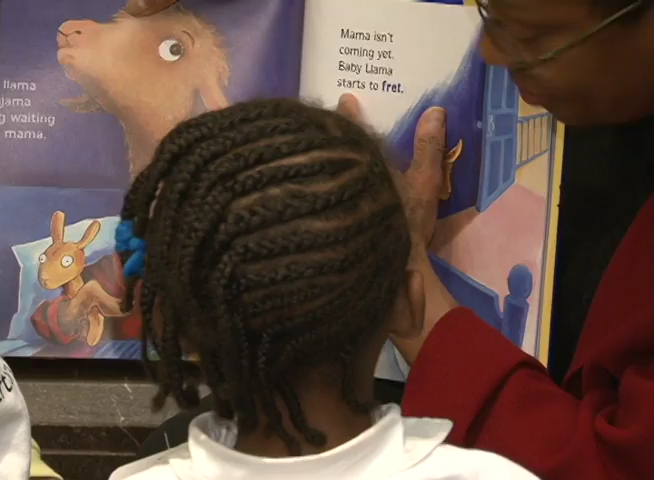 llama
jama
g waiting
mama.
Mama isn't
coming yet.
Baby Llama
starts to fret.